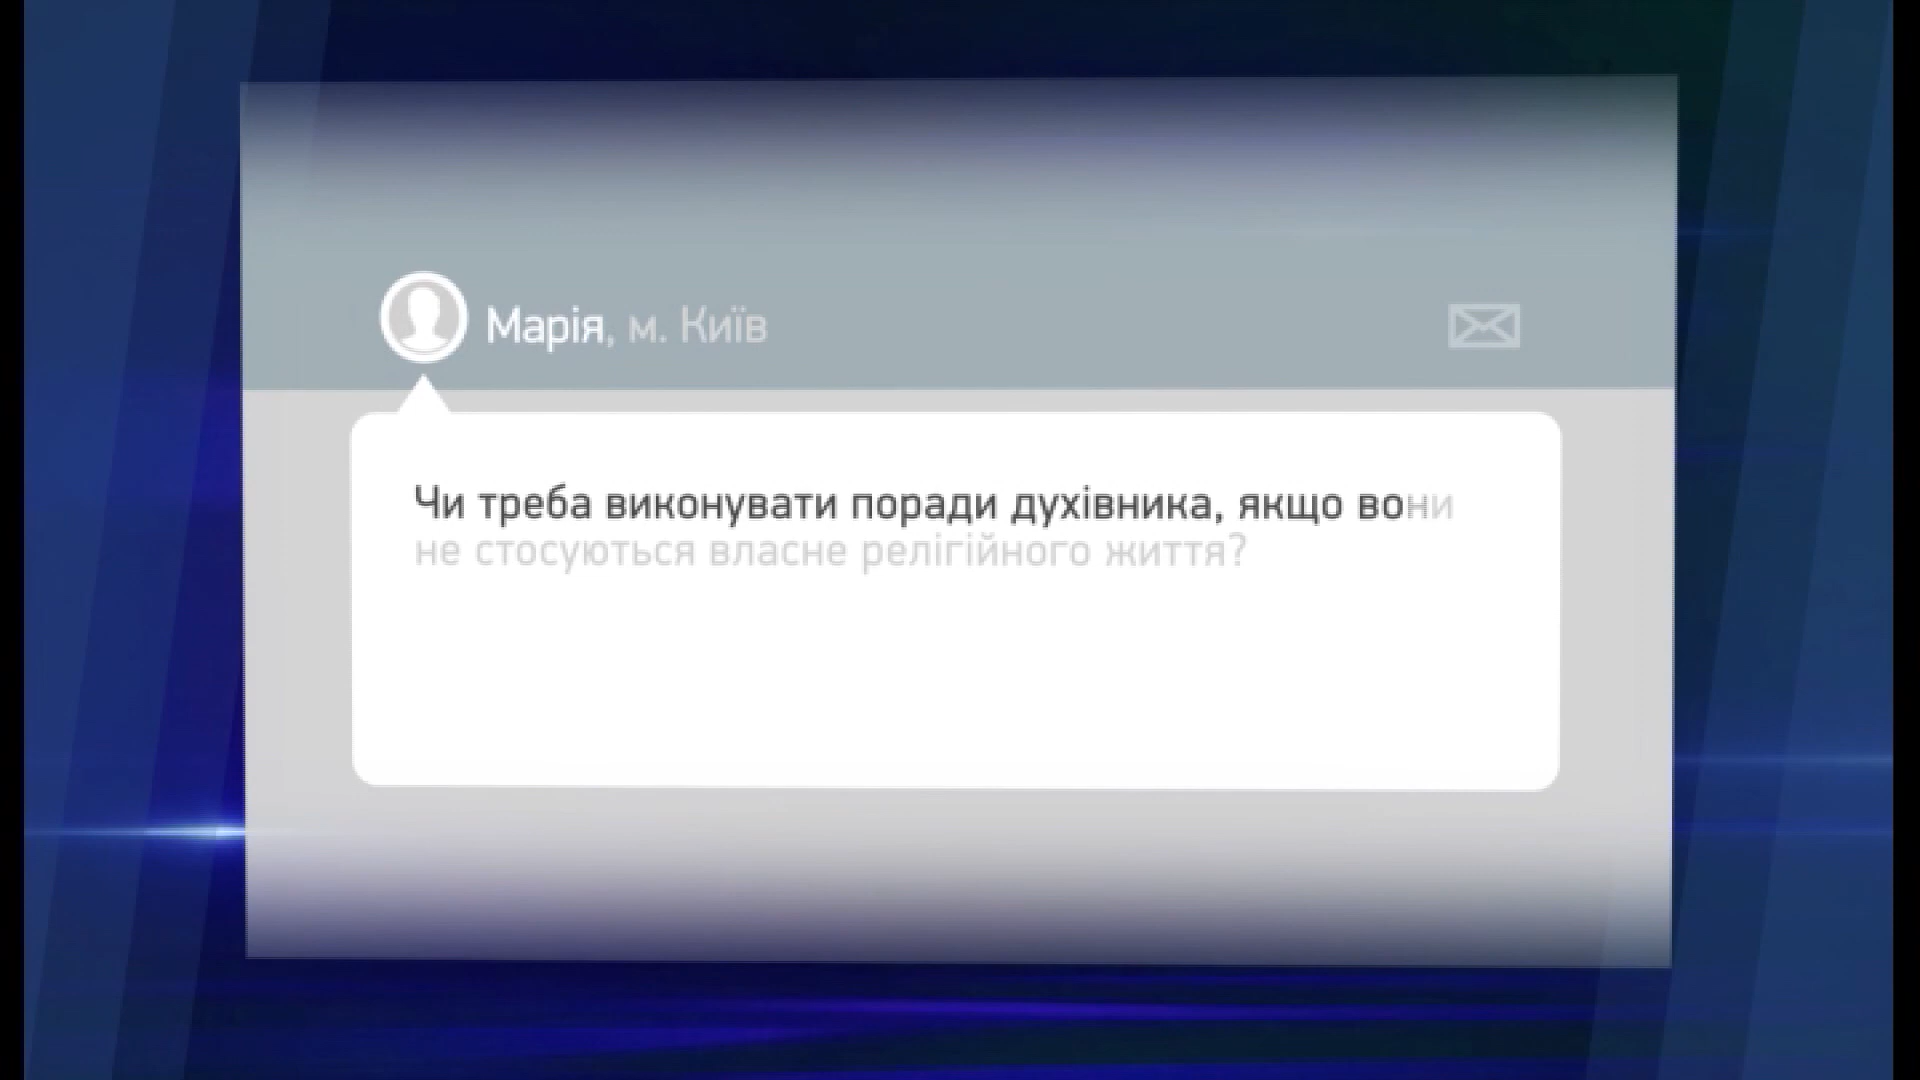 Марія, м. Київ
Чи треба виконувати поради духівника, якщо вони
не стосуються власне релігійного життя?